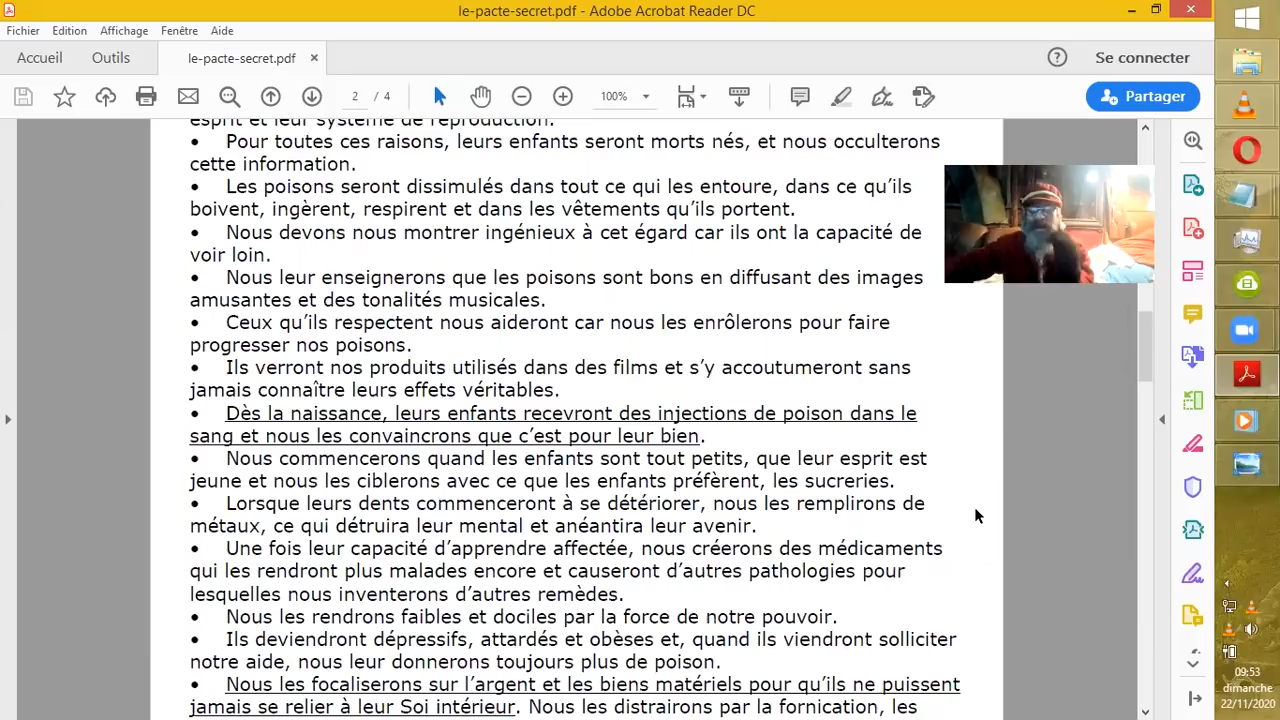 le-pacte-secret.pdf - Adobe Acrobat Reader DC
Fichier Edition Affichage Fenêtre Aide
Accueil Outils le-pacte-secret.pdf × Se connecter
2 / 4 100% Partager
esprit et leur système de reproduction.
• Pour toutes ces raisons, leurs enfants seront morts nés, et nous occulterons
cette information.
• Les poisons seront dissimulés dans tout ce qui les entoure, dans ce qu’ils
boivent, ingèrent, respirent et dans les vêtements qu’ils portent.
• Nous devons nous montrer ingénieux à cet égard car ils ont la capacité de
voir loin.
• Nous leur enseignerons que les poisons sont bons en diffusant des images
amusantes et des tonalités musicales.
• Ceux qu’ils respectent nous aideront car nous les enrôlerons pour faire
progresser nos poisons.
• Ils verront nos produits utilisés dans des films et s’y accoutumeront sans
jamais connaître leurs effets véritables.
• Dès la naissance, leurs enfants recevront des injections de poison dans le
sang et nous les convaincrons que c’est pour leur bien.
• Nous commencerons quand les enfants sont tout petits, que leur esprit est
jeune et nous les ciblerons avec ce que les enfants préfèrent, les sucreries.
• Lorsque leurs dents commenceront à se détériorer, nous les remplirons de
métaux, ce qui détruira leur mental et anéantira leur avenir.
• Une fois leur capacité d’apprendre affectée, nous créerons des médicaments
qui les rendront plus malades encore et causeront d’autres pathologies pour
lesquelles nous inventerons d’autres remèdes.
• Nous les rendrons faibles et dociles par la force de notre pouvoir.
• Ils deviendront dépressifs, attardés et obèses et, quand ils viendront solliciter
notre aide, nous leur donnerons toujours plus de poison.
• Nous les focaliserons sur l’argent et les biens matériels pour qu’ils ne puissent
jamais se relier à leur Soi intérieur. Nous les distrairons par la fornication, les
09:53
dimanche
22/11/2020